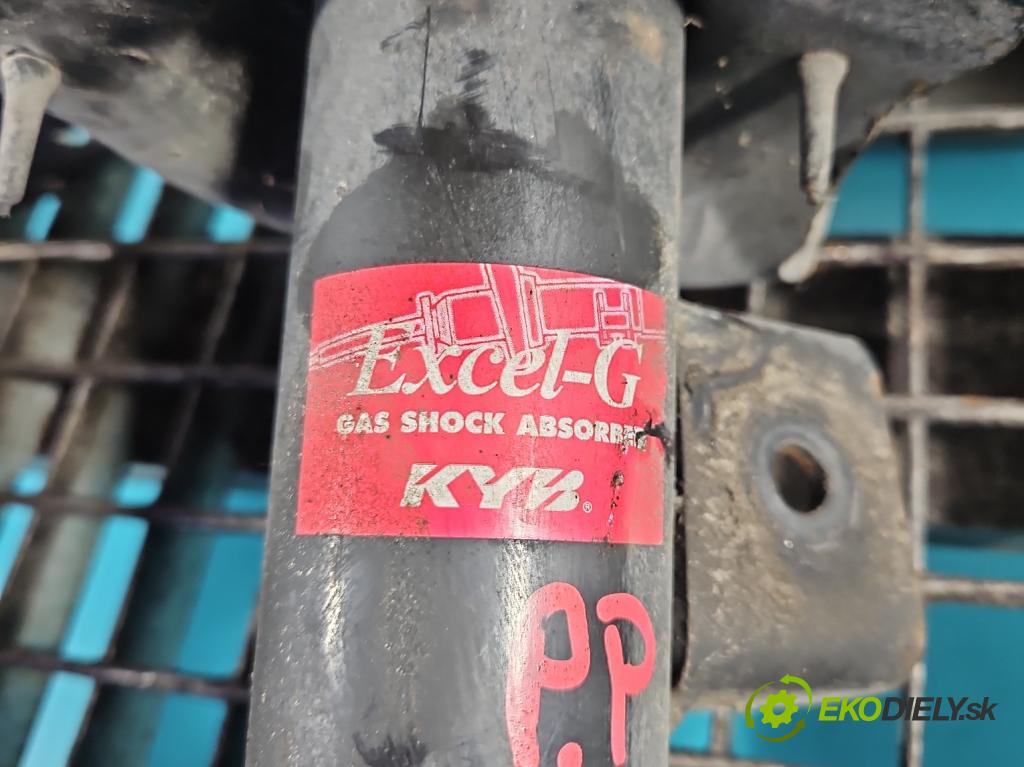 Excel-G
GAS SHOCK ABSORBER
KYB®
P.P
EKODIELY.sk